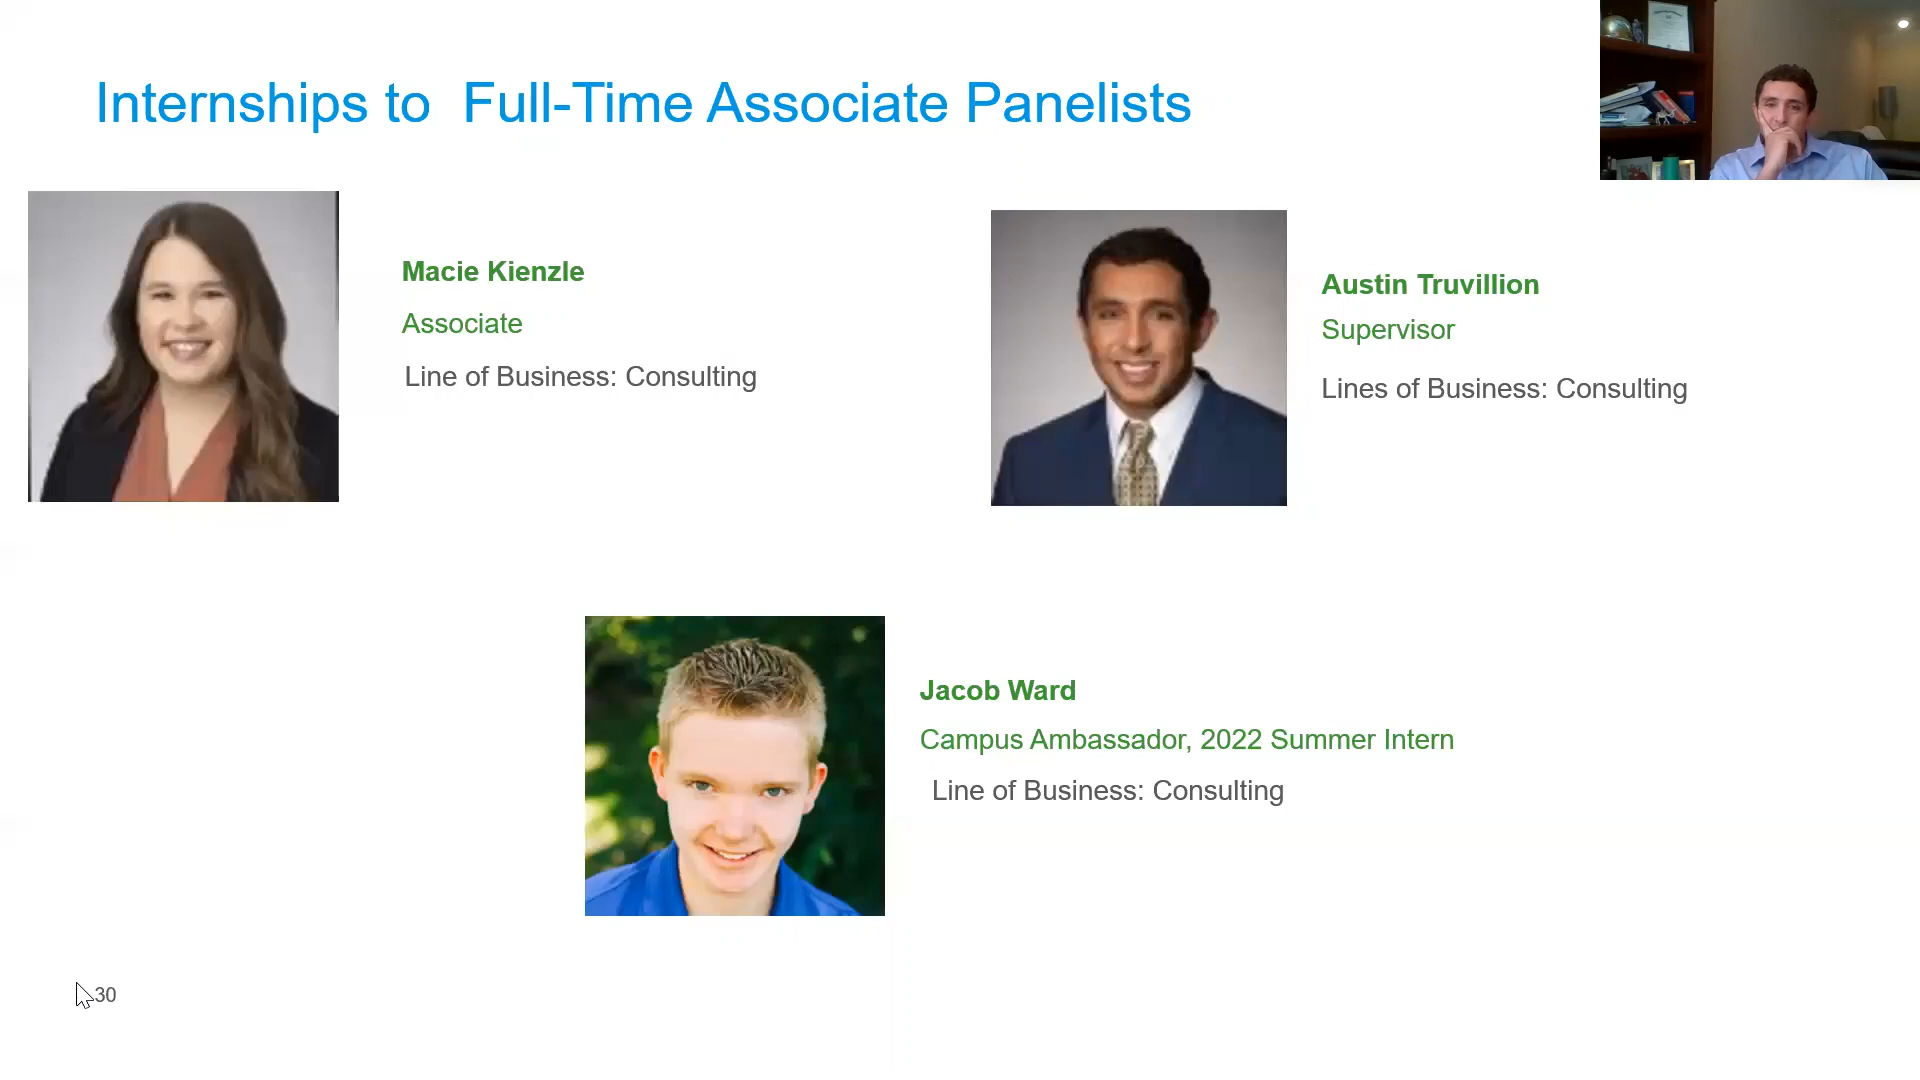 Internships to  Full-Time Associate Panelists
Macie Kienzle
Associate
Line of Business: Consulting
Austin Truvillion
Supervisor
Lines of Business: Consulting
Jacob Ward
Campus Ambassador, 2022 Summer Intern
Line of Business: Consulting
30